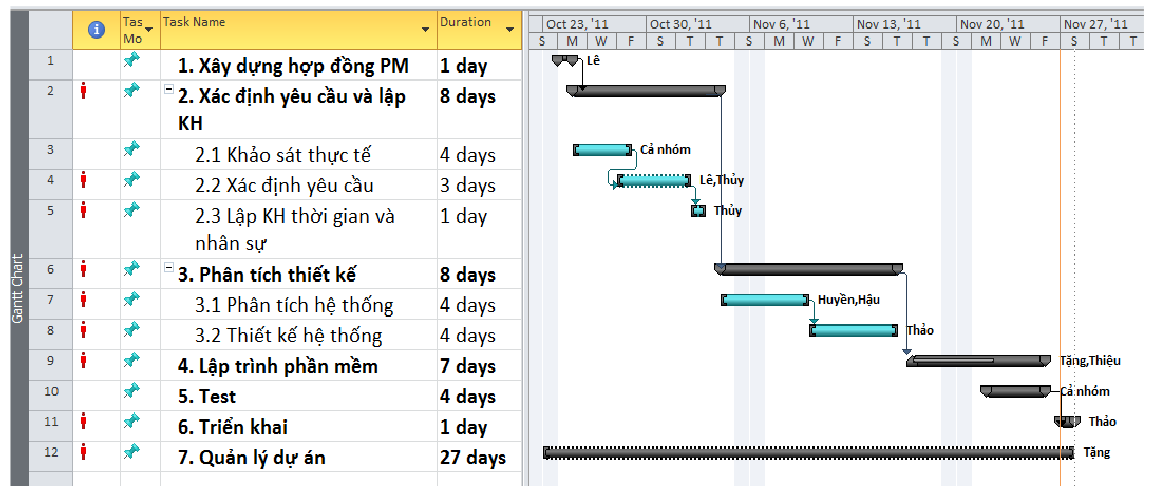 Tas Mo Task Name Duration
Oct 23, '11 Oct 30, '11 Nov 6, '11 Nov 13, '11 Nov 20, '11 Nov 27, '11
S M W F S T T S M W F S T T S M W F S T T
1 1. Xây dựng hợp đồng PM 1 day Lê
2 2. Xác định yêu cầu và lập KH 8 days
3 2.1 Khảo sát thực tế 4 days Cả nhóm
4 2.2 Xác định yêu cầu 3 days Lê,Thủy
5 2.3 Lập KH thời gian và nhân sự 1 day Thủy
6 3. Phân tích thiết kế 8 days
7 3.1 Phân tích hệ thống 4 days Huyền,Hậu
8 3.2 Thiết kế hệ thống 4 days Thảo
9 4. Lập trình phần mềm 7 days Tặng,Thiệu
10 5. Test 4 days Cả nhóm
11 6. Triển khai 1 day Thảo
12 7. Quản lý dự án 27 days Tặng
Gantt Chart